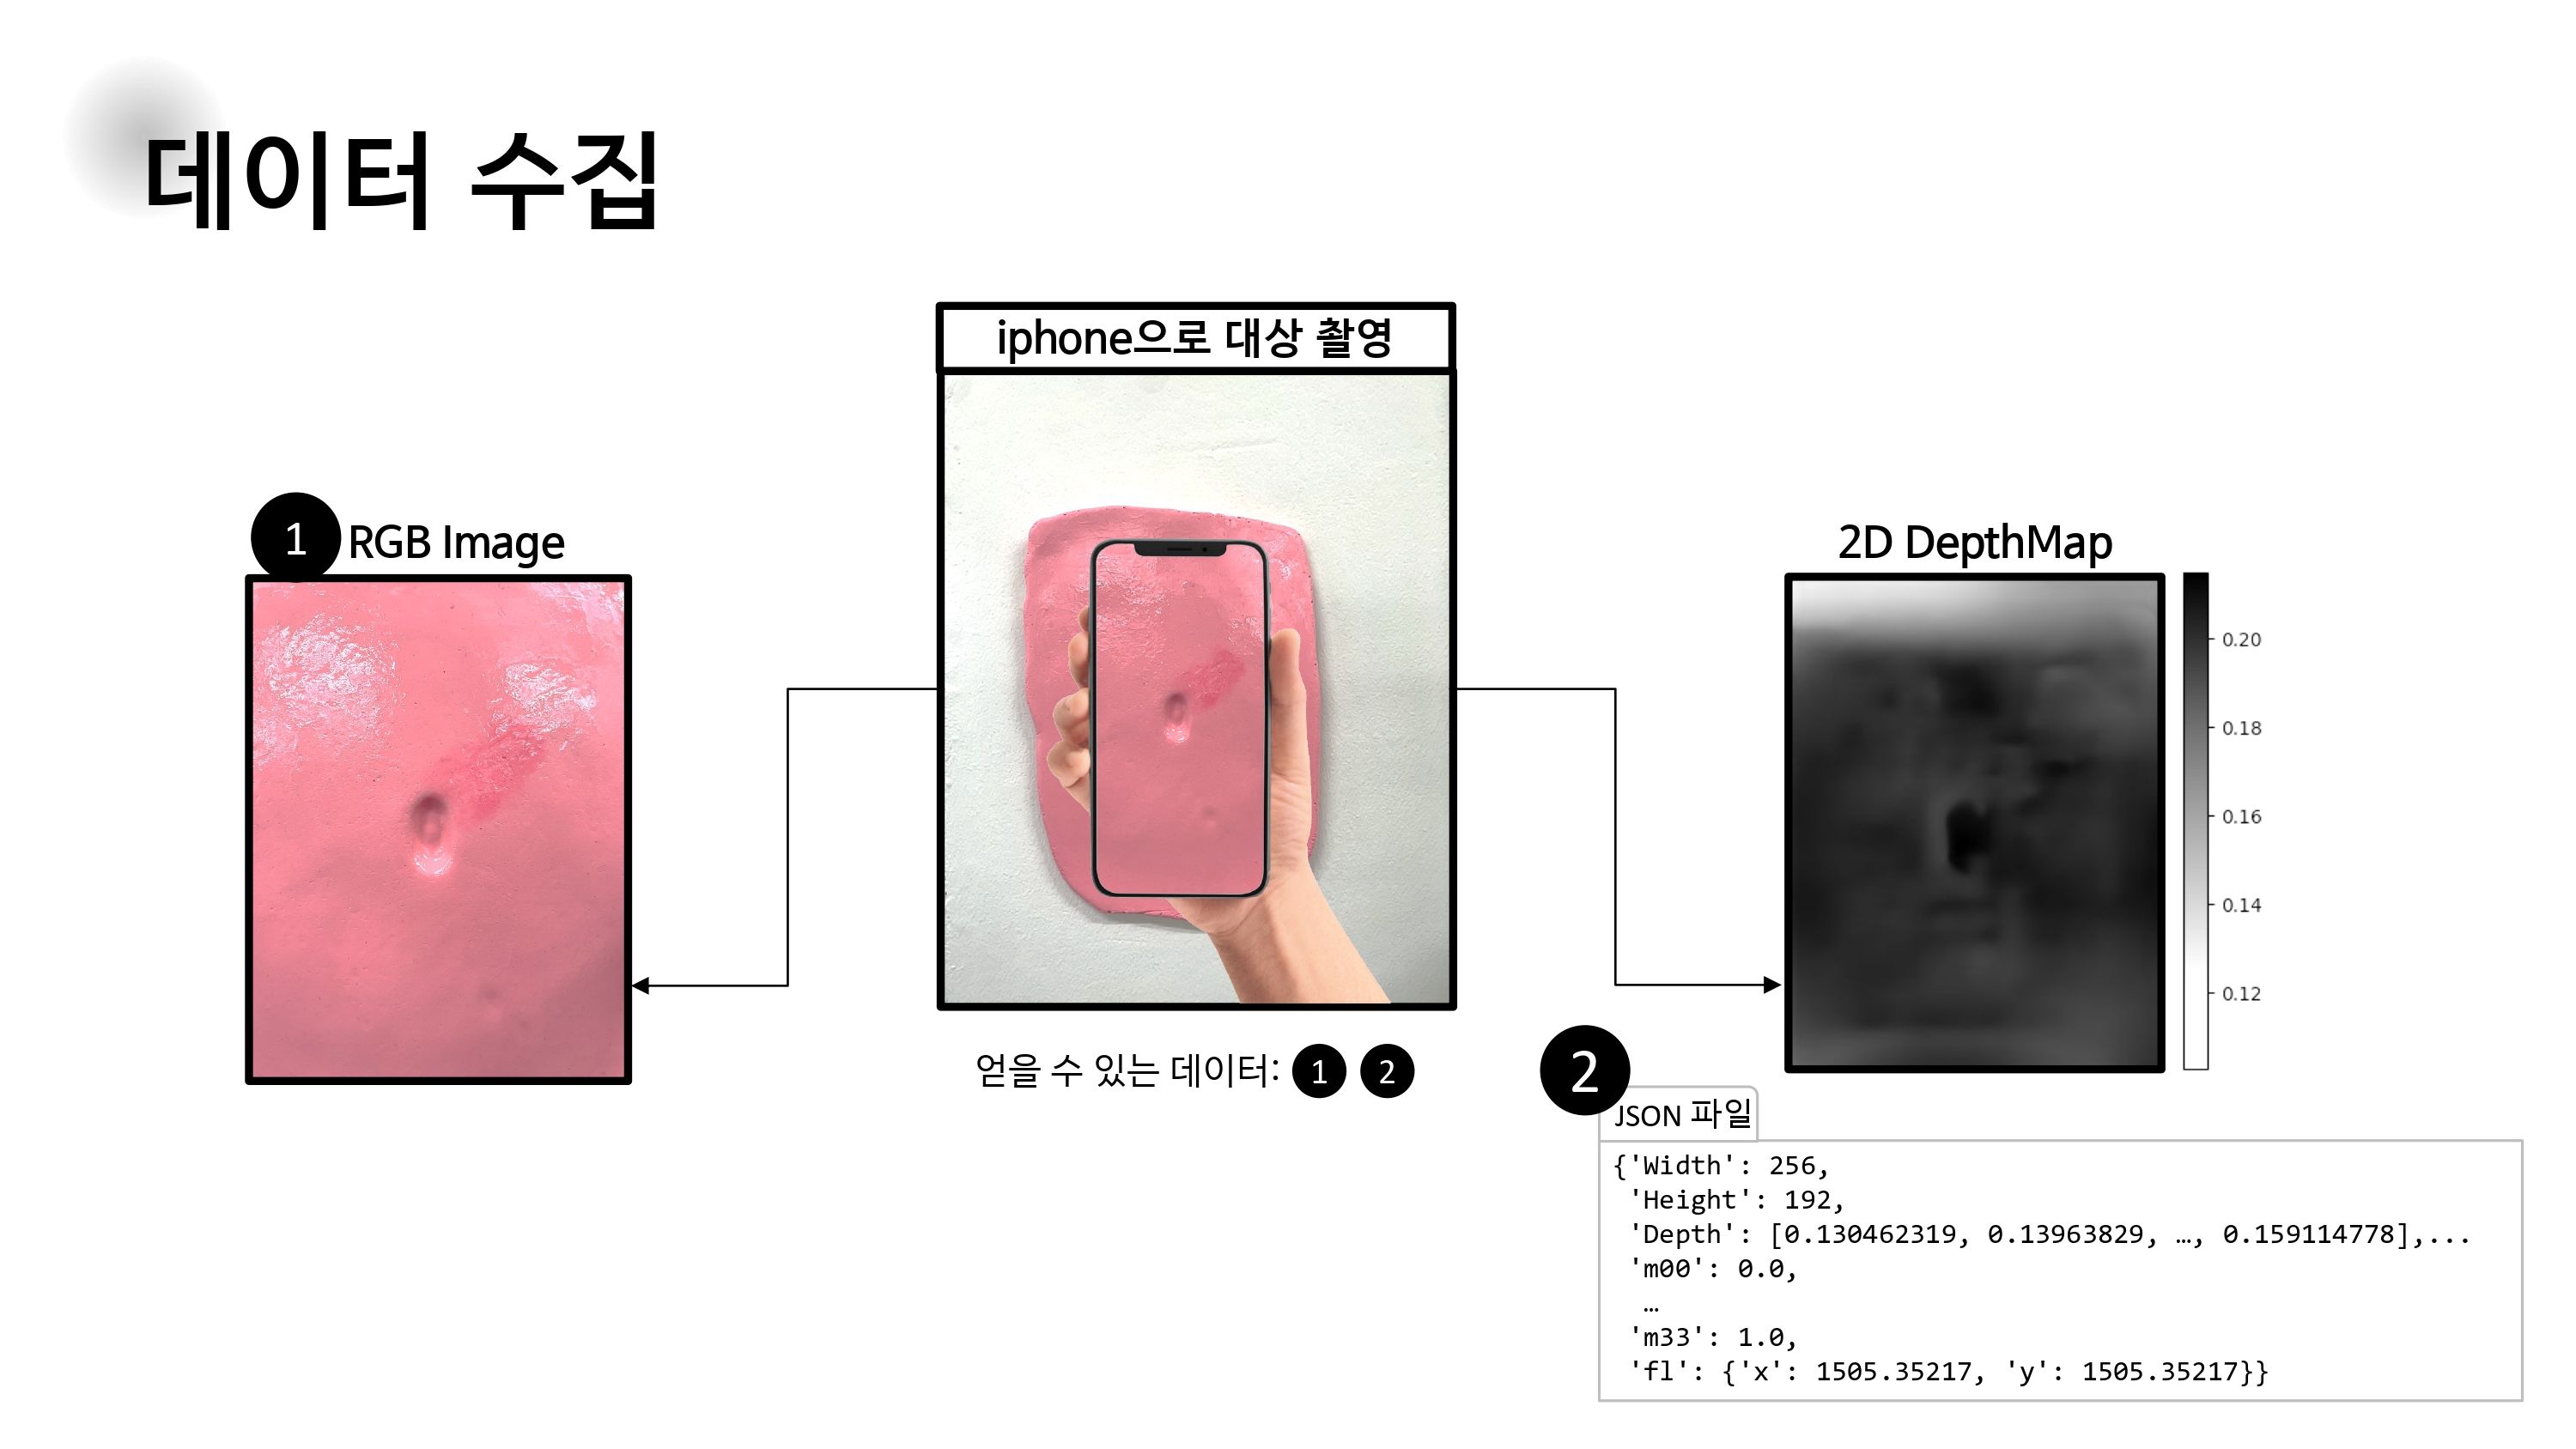 데이터 수집
iphone으로 대상 촬영
1 RGB Image
2D DepthMap
0.20
0.18
0.16
0.14
0.12
얻을 수 있는 데이터: 1 2
2
JSON 파일
{'Width': 256,
'Height': 192,
'Depth': [0.130462319, 0.13963829, …, 0.159114778],...
'm00': 0.0,
…
'm33': 1.0,
'fl': {'x': 1505.35217, 'y': 1505.35217}}